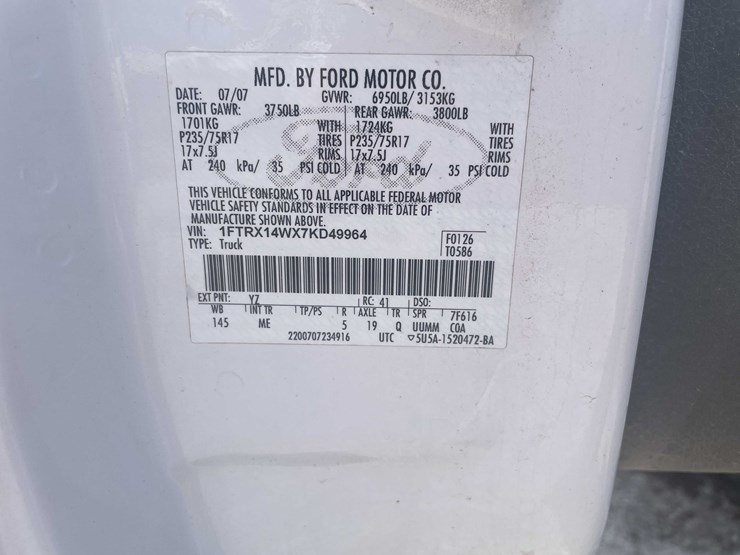 MFD. BY FORD MOTOR CO.
DATE: 07/07 GVWR: 6950LB/ 3153KG
FRONT GAWR: 3750LB REAR GAWR: 3800LB
1701KG WITH 1724KG WITH
P235/75R17 TIRES P235/75R17 TIRES
17x7.5J RIMS 17x7.5J RIMS
AT 240 kPa/ 35 PSI COLD AT 240 kPa/ 35 PSI COLD
Ford
THIS VEHICLE CONFORMS TO ALL APPLICABLE FEDERAL MOTOR
VEHICLE SAFETY STANDARDS IN EFFECT ON THE DATE OF
MANUFACTURE SHOWN ABOVE.
VIN: 1FTRX14WX7KD49964 F0126
TYPE: Truck T0586
EXT PNT: YZ RC: 41 DSO:
WB INT TR TP/PS R AXLE TR SPR 7F616
145 ME 5 19 Q UUMM COA
2200707234916 UTC ▽5U5A-1520472-BA